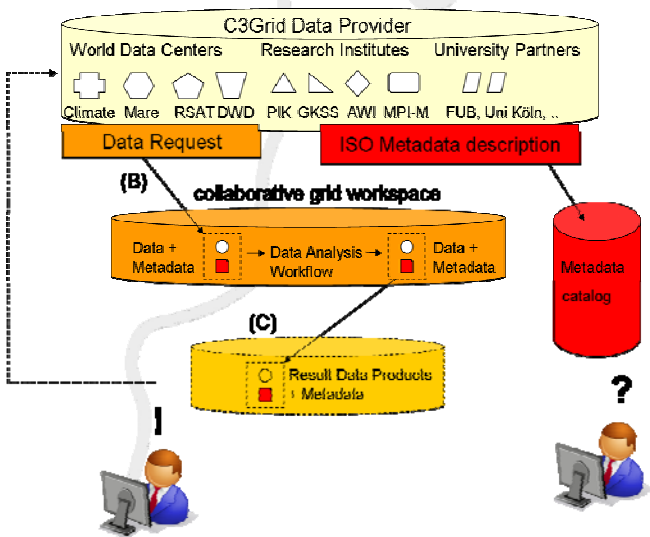 C3Grid Data Provider
World Data Centers Research Institutes University Partners
Climate Mare RSAT DWD PIK GKSS AWI MPI-M FUB, Uni Köln, ..
Data Request
ISO Metadata description
(B)
collaborative grid workspace
Data +
Metadata
Data Analysis
Workflow
Data +
Metadata
Metadata
catalog
(C)
Result Data Products
+ Metadata
?
!